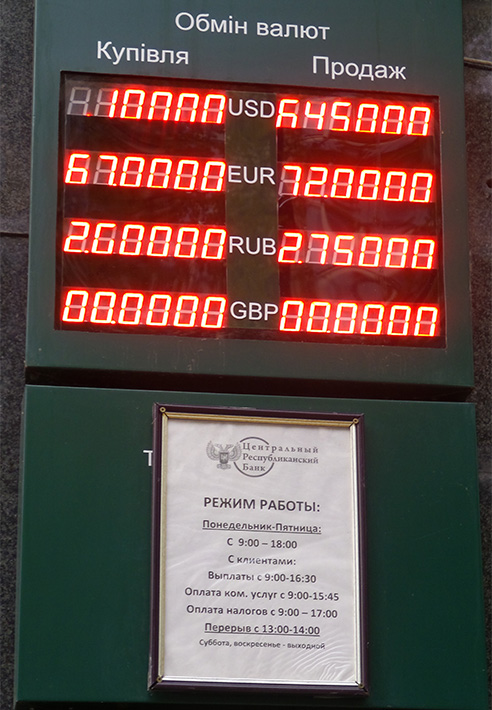 Обмін валют
Купівля Продаж
.10000 USD 645000
67.0000 EUR 72.0000
2.60000 RUB 2.75000
00.0000 GBP 00.0000
Центральный
Республиканский
Банк
РЕЖИМ РАБОТЫ:
Понедельник-Пятница:
С 9:00 – 18:00
С клиентами:
Выплаты с 9:00-16:30
Оплата ком. услуг с 9:00-15:45
Оплата налогов с 9:00 – 17:00
Перерыв с 13:00-14:00
Суббота, воскресенье - выходной